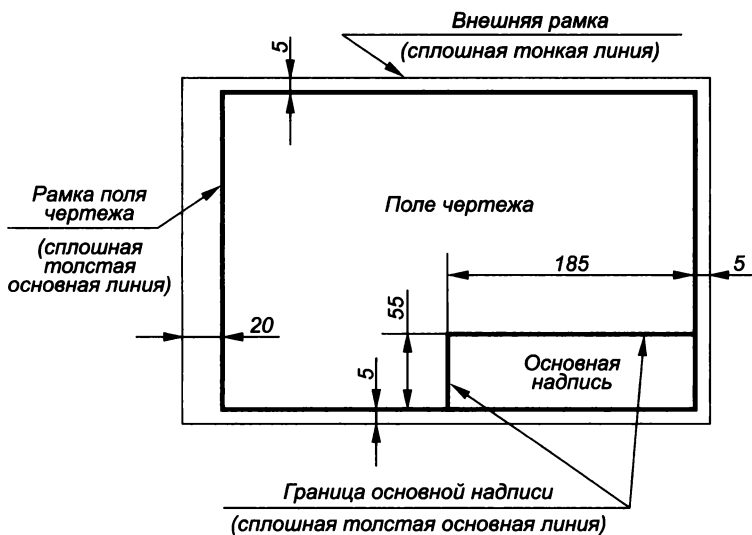 Внешняя рамка
(сплошная тонкая линия)
5
Рамка поля
чертежа
(сплошная
толстая
основная линия)
Поле чертежа
185
5
20
55
5
Основная
надпись
Граница основной надписи
(сплошная толстая основная линия)